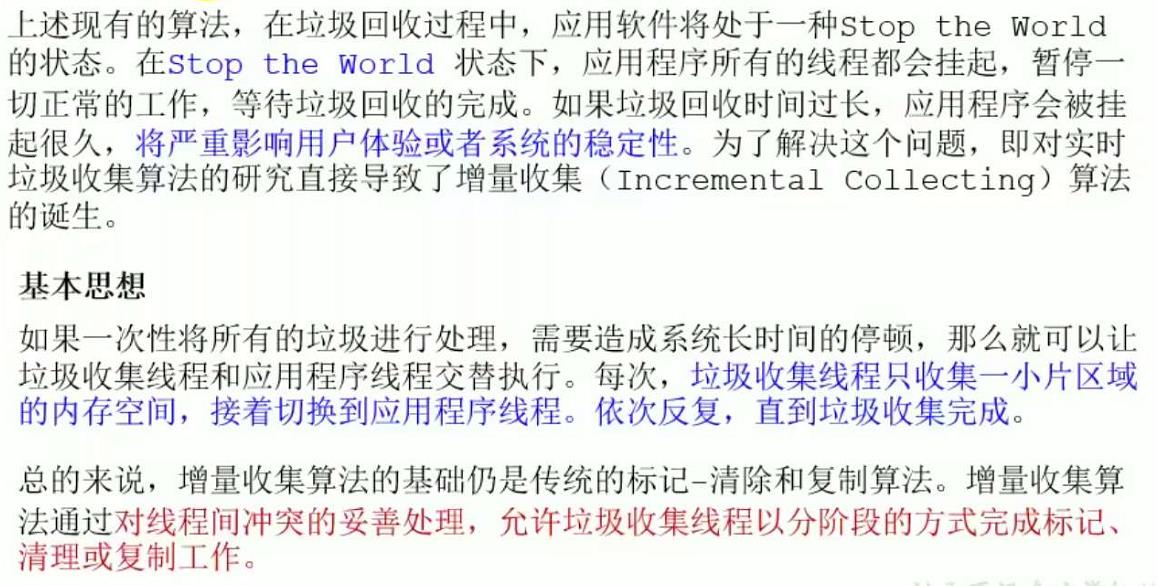 上述现有的算法，在垃圾回收过程中，应用软件将处于一种Stop the World
的状态。在Stop the World 状态下，应用程序所有的线程都会挂起，暂停一
切正常的工作，等待垃圾回收的完成。如果垃圾回收时间过长，应用程序会被挂
起很久，将严重影响用户体验或者系统的稳定性。为了解决这个问题，即对实时
垃圾收集算法的研究直接导致了增量收集（Incremental Collecting）算法
的诞生。
基本思想
如果一次性将所有的垃圾进行处理，需要造成系统长时间的停顿，那么就可以让
垃圾收集线程和应用程序线程交替执行。每次，垃圾收集线程只收集一小片区域
的内存空间，接着切换到应用程序线程。依次反复，直到垃圾收集完成。
总的来说，增量收集算法的基础仍是传统的标记-清除和复制算法。增量收集算
法通过对线程间冲突的妥善处理，允许垃圾收集线程以分阶段的方式完成标记、
清理或复制工作。